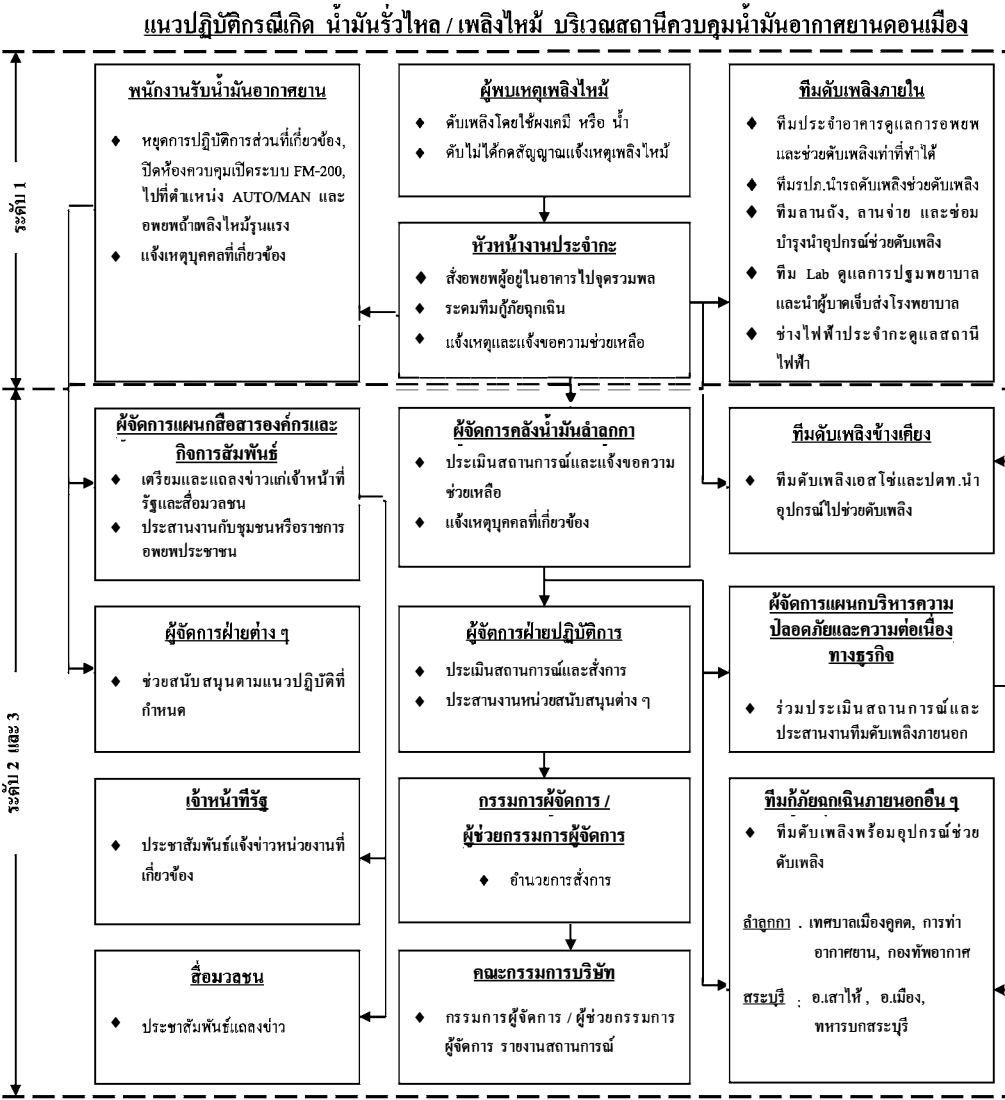 แนวปฏิบัติกรณีเกิด น้ำมันรั่วไหล / เพลิงไหม้ บริเวณสถานีควบคุมน้ำมันอากาศยานดอนเมือง
ระดับ 1
พนักงานรับน้ำมันอากาศยาน
♦ หยุดการปฏิบัติการส่วนที่เกี่ยวข้อง,
ปิดห้องควบคุมเปิดระบบ FM-200,
ไปที่ตำแหน่ง AUTO/MAN และ
อพยพถ้าเพลิงไหม้รุนแรง
♦ แจ้งเหตุบุคคลที่เกี่ยวข้อง
ผู้พบเหตุเพลิงไหม้
♦ ดับเพลิงโดยใช้ผงเคมี หรือ น้ำ
♦ ดับไม่ได้กดสัญญาณแจ้งเหตุเพลิงไหม้
หัวหน้างานประจำกะ
♦ สั่งอพยพผู้อยู่ในอาคารไปจุดรวมพล
♦ ระดมทีมกู้ภัยฉุกเฉิน
♦ แจ้งเหตุและแจ้งขอความช่วยเหลือ
ทีมดับเพลิงภายใน
♦ ทีมประจำอาคารดูแลการอพยพ
และช่วยดับเพลิงเท่าที่ทำได้
♦ ทีมรปภ.นำรถดับเพลิงช่วยดับเพลิง
♦ ทีมลานถัง, ลานจ่าย และซ่อม
บำรุงนำอุปกรณ์ช่วยดับเพลิง
♦ ทีม Lab ดูแลการปฐมพยาบาล
และนำผู้บาดเจ็บส่งโรงพยาบาล
♦ ช่างไฟฟ้าประจำกะดูแลสถานี
ไฟฟ้า
ระดับ 2 และ 3
ผู้จัดการแผนกสื่อสารองค์กรและ
กิจการสัมพันธ์
♦ เตรียมและแถลงข่าวแก่เจ้าหน้าที่
รัฐและสื่อมวลชน
♦ ประสานงานกับชุมชนหรือราชการ
อพยพประชาชน
ผู้จัดการคลังน้ำมันลำลูกกา
♦ ประเมินสถานการณ์และแจ้งขอความ
ช่วยเหลือ
♦ แจ้งเหตุบุคคลที่เกี่ยวข้อง
ทีมดับเพลิงข้างเคียง
♦ ทีมดับเพลิงเอสโซ่และปตท.นำ
อุปกรณ์ไปช่วยดับเพลิง
ผู้จัดการฝ่ายต่าง ๆ
♦ ช่วยสนับสนุนตามแนวปฏิบัติที่
กำหนด
ผู้จัดการฝ่ายปฏิบัติการ
♦ ประเมินสถานการณ์และสั่งการ
♦ ประสานงานหน่วยสนับสนุนต่าง ๆ
ผู้จัดการแผนกบริหารความ
ปลอดภัยและความต่อเนื่อง
ทางธุรกิจ
♦ ร่วมประเมินสถานการณ์และ
ประสานงานทีมดับเพลิงภายนอก
เจ้าหน้าที่รัฐ
♦ ประชาสัมพันธ์แจ้งข่าวหน่วยงานที่
เกี่ยวข้อง
กรรมการผู้จัดการ /
ผู้ช่วยกรรมการผู้จัดการ
♦ อำนวยการสั่งการ
ทีมกู้ภัยฉุกเฉินภายนอกอื่น ๆ
♦ ทีมดับเพลิงพร้อมอุปกรณ์ช่วย
ดับเพลิง
ลำลูกกา : เทศบาลเมืองคูคต, การท่า
อากาศยาน, กองทัพอากาศ
สระบุรี : อ.เสาไห้ , อ.เมือง,
ทหารบกสระบุรี
สื่อมวลชน
♦ ประชาสัมพันธ์แถลงข่าว
คณะกรรมการบริษัท
♦ กรรมการผู้จัดการ / ผู้ช่วยกรรมการ
ผู้จัดการ รายงานสถานการณ์